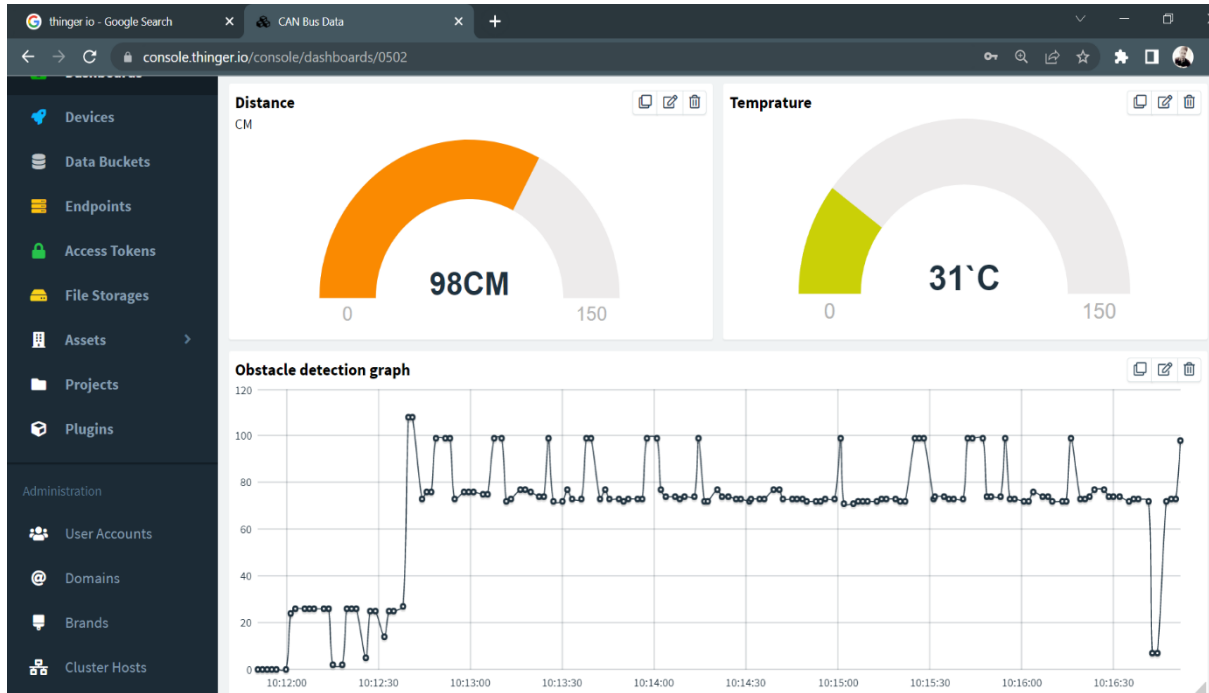 thinger io - Google Search
CAN Bus Data
console.thinger.io/console/dashboards/0502
Dashboards
Devices
Data Buckets
Endpoints
Access Tokens
File Storages
Assets
Projects
Plugins
Administration
User Accounts
Domains
Brands
Cluster Hosts
Distance
CM
98CM
0
150
Temprature
31`C
0
150
Obstacle detection graph
120
100
80
60
40
20
0
10:12:00 10:12:30 10:13:00 10:13:30 10:14:00 10:14:30 10:15:00 10:15:30 10:16:00 10:16:30